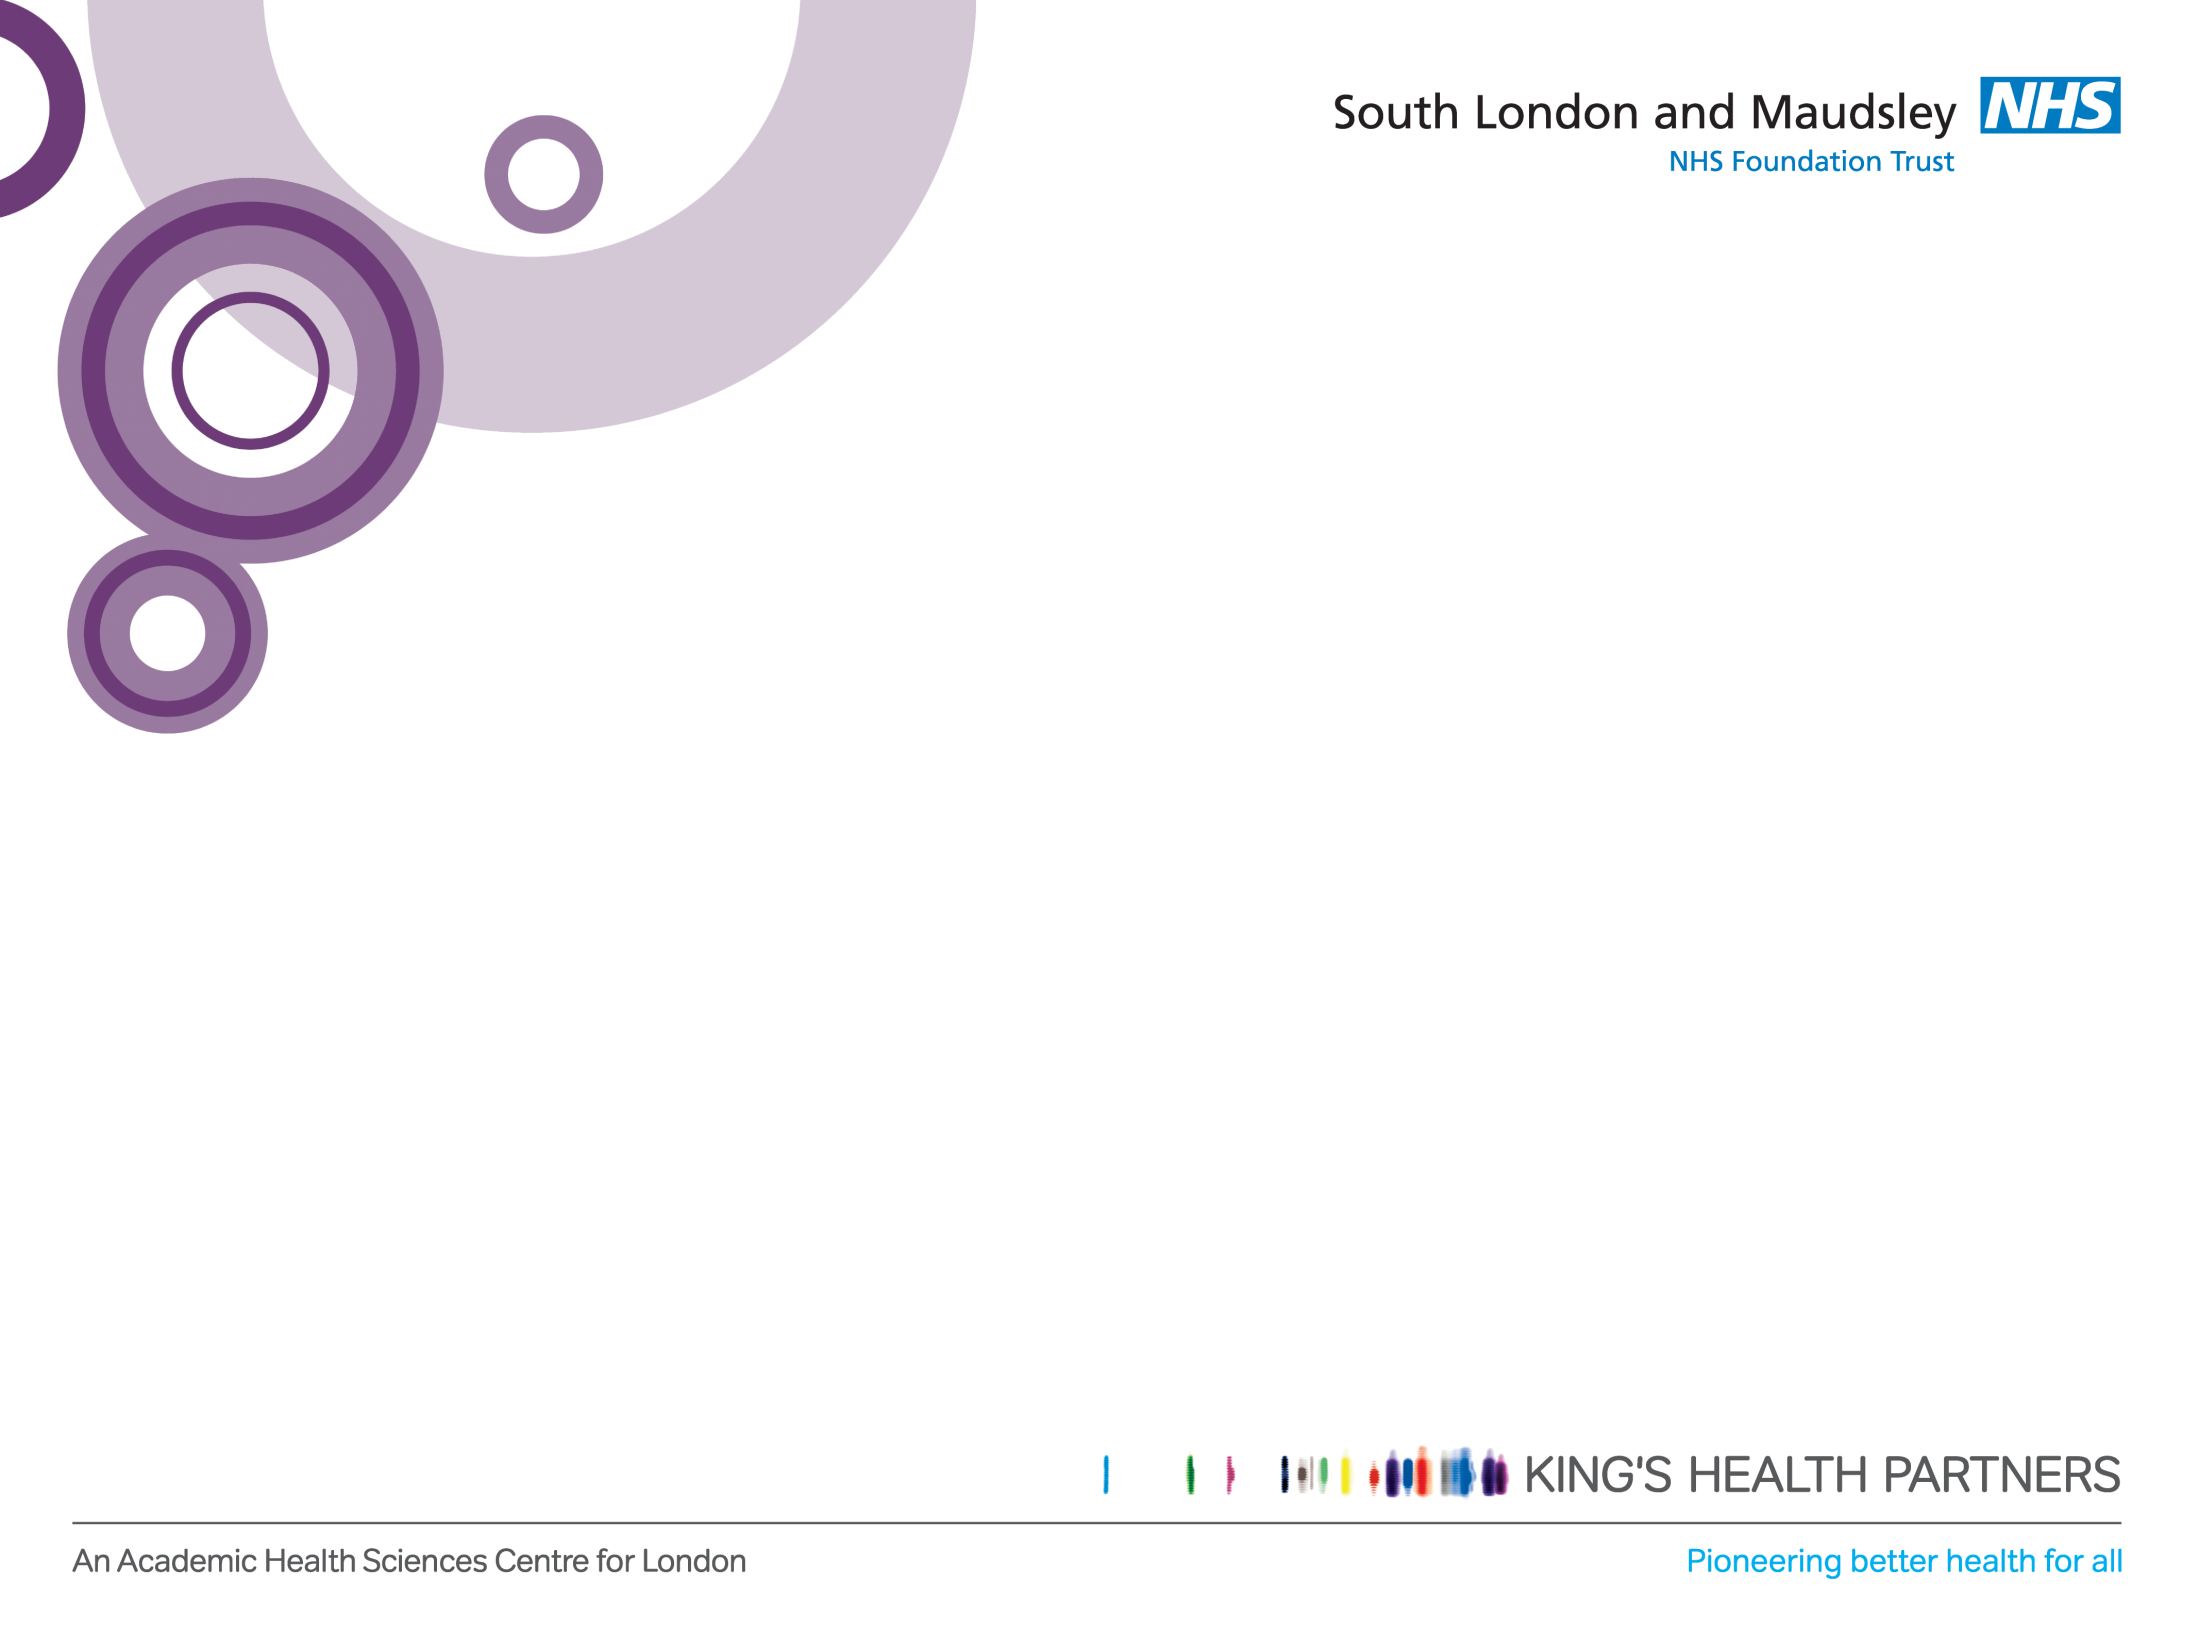 South London and Maudsley NHS
NHS Foundation Trust
KING'S HEALTH PARTNERS
An Academic Health Sciences Centre for London
Pioneering better health for all